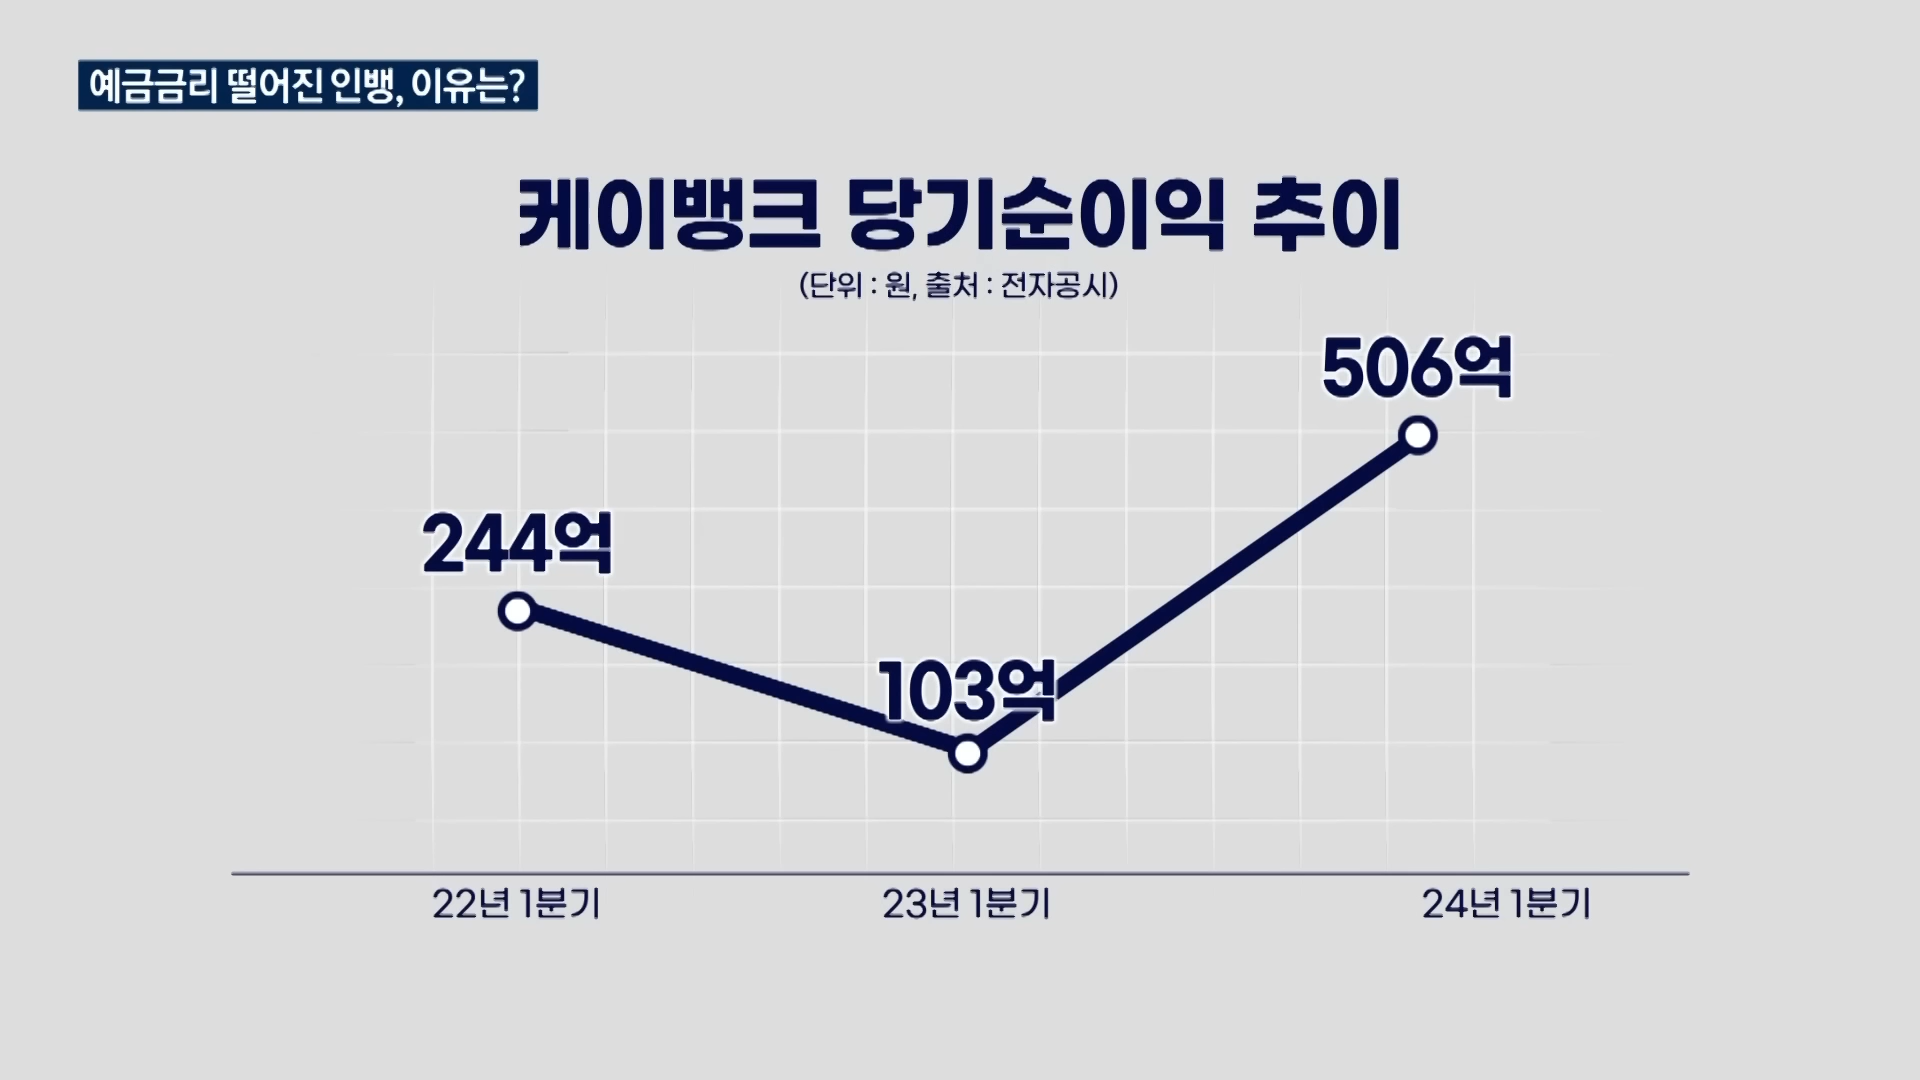 예금금리 떨어진 인뱅, 이유는?
케이뱅크 당기순이익 추이
(단위 : 원, 출처 : 전자공시)
506억
244억
103억
22년 1분기
23년 1분기
24년 1분기